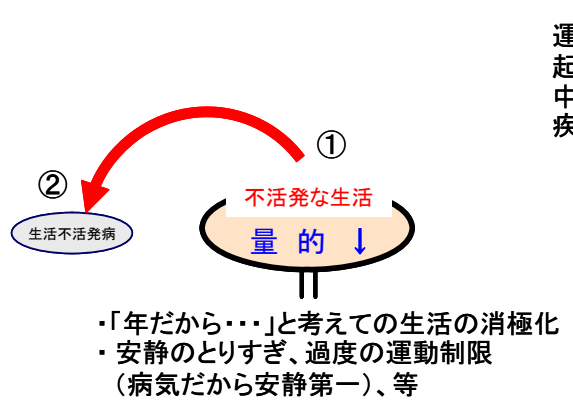 運
起
中
疾
①
②
不活発な生活
生活不活発病
量 的 ↓
・「年だから・・・」と考えての生活の消極化
・ 安静のとりすぎ、過度の運動制限
（病気だから安静第一）、等